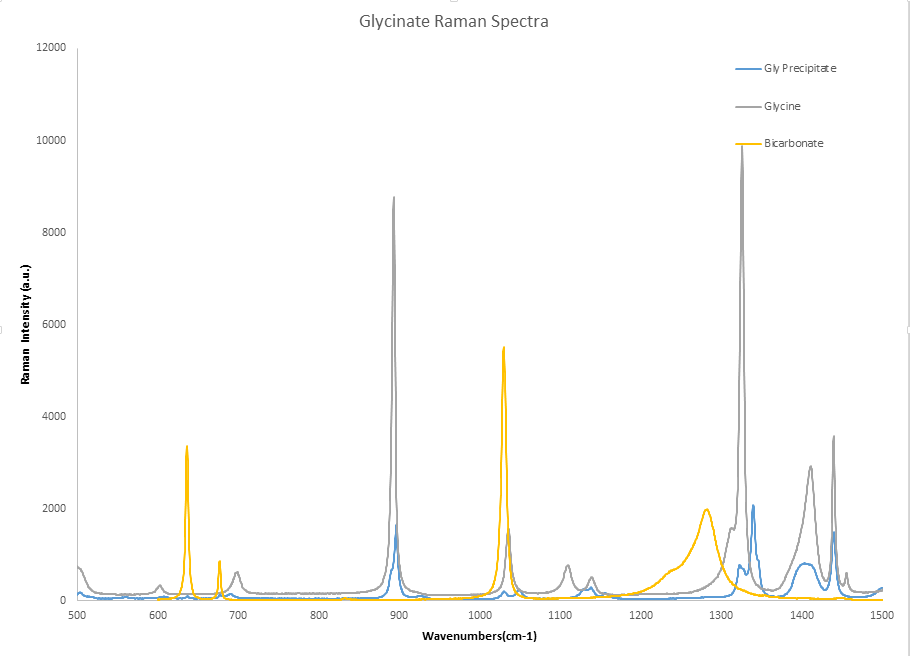 Glycinate Raman Spectra
12000
10000
8000
6000
4000
2000
0
Raman Intensity (a.u.)
Gly Precipitate
Glycine
Bicarbonate
500 600 700 800 900 1000 1100 1200 1300 1400 1500
Wavenumbers(cm-1)